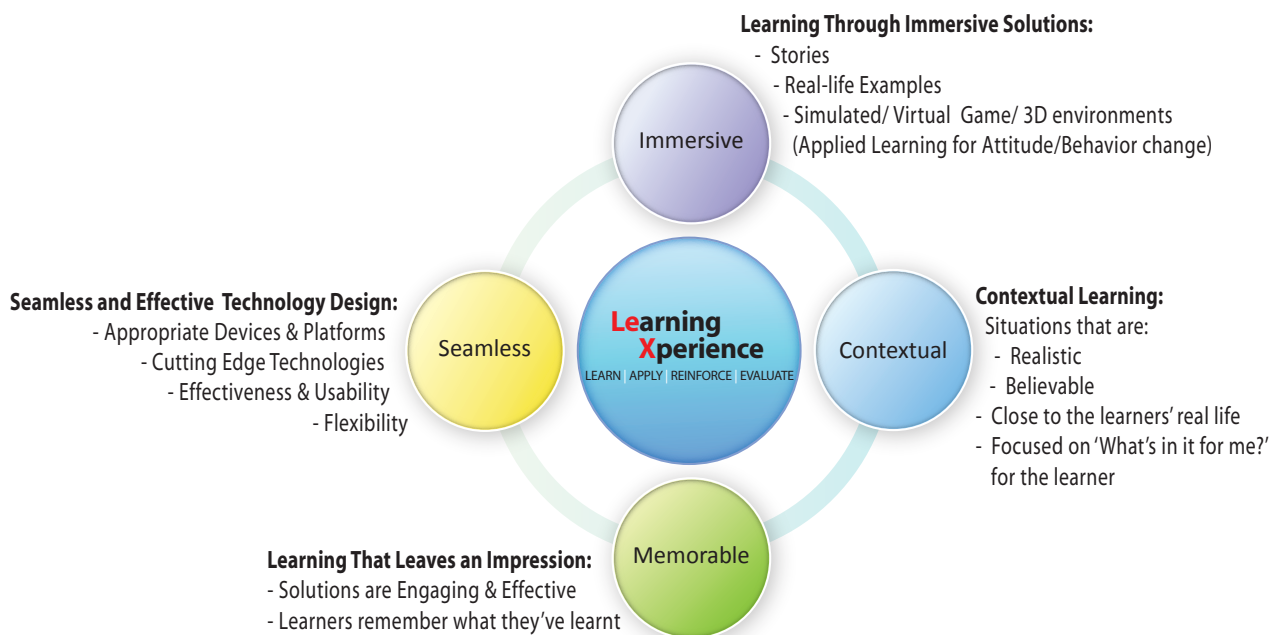 Learning Through Immersive Solutions:
- Stories
- Real-life Examples
- Simulated/ Virtual Game/ 3D environments
(Applied Learning for Attitude/Behavior change)
Immersive
Seamless and Effective Technology Design:
- Appropriate Devices & Platforms
- Cutting Edge Technologies
- Effectiveness & Usability
- Flexibility
Seamless
Learning
Xperience
LEARN | APPLY | REINFORCE | EVALUATE
Contextual
Contextual Learning:
Situations that are:
- Realistic
- Believable
- Close to the learners' real life
- Focused on 'What's in it for me?'
for the learner
Memorable
Learning That Leaves an Impression:
- Solutions are Engaging & Effective
- Learners remember what they've learnt